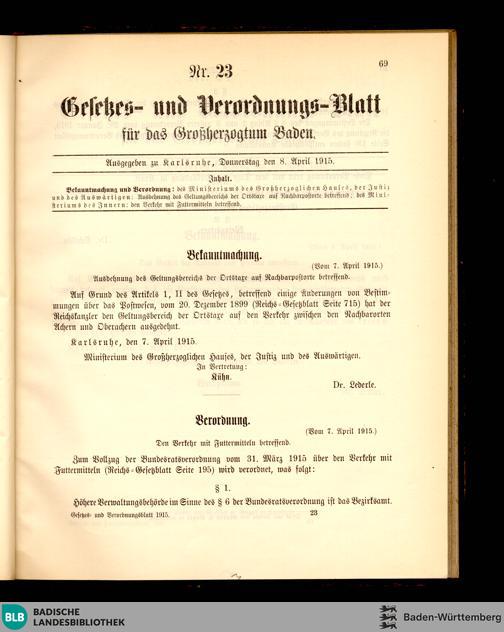 69
Nr. 23
Gesetzes- und Verordnungs-Blatt
für das Großherzogtum Baden.
Ausgegeben zu Karlsruhe, Donnerstag den 8. April 1915.
Inhalt.
Bekanntmachung und Verordnung: des Ministeriums des Großherzoglichen Hauses, der Justiz
und des Auswärtigen: Ausdehnung des Geltungsbereichs der Ortstaxe auf Nachbarpostorte betreffend; des Mini-
steriums des Innern: den Verkehr mit Futtermitteln betreffend.
Bekanntmachung.
(Vom 7. April 1915.)
Ausdehnung des Geltungsbereichs der Ortstaxe auf Nachbarpostorte betreffend.
Auf Grund des Artikels 1, II des Gesetzes, betreffend einige Änderungen von Bestim-
mungen über das Postwesen, vom 20. Dezember 1899 (Reichs-Gesetzblatt Seite 715) hat der
Reichskanzler den Geltungsbereich der Ortstaxe auf den Verkehr zwischen den Nachbarorten
Achern und Oberachern ausgedehnt.
Karlsruhe, den 7. April 1915.
Ministerium des Großherzoglichen Hauses, der Justiz und des Auswärtigen.
In Vertretung:
Kühn.
Dr. Lederle.
Verordnung.
(Vom 7. April 1915.)
Den Verkehr mit Futtermitteln betreffend.
Zum Vollzug der Bundesratsverordnung vom 31. März 1915 über den Verkehr mit
Futtermitteln (Reichs-Gesetzblatt Seite 195) wird verordnet, was folgt:
§ 1.
Höhere Verwaltungsbehörde im Sinne des § 6 der Bundesratsverordnung ist das Bezirksamt.
Gesetzes- und Verordnungsblatt 1915. 23
BLB BADISCHE
LANDESBIBLIOTHEK
Baden-Württemberg